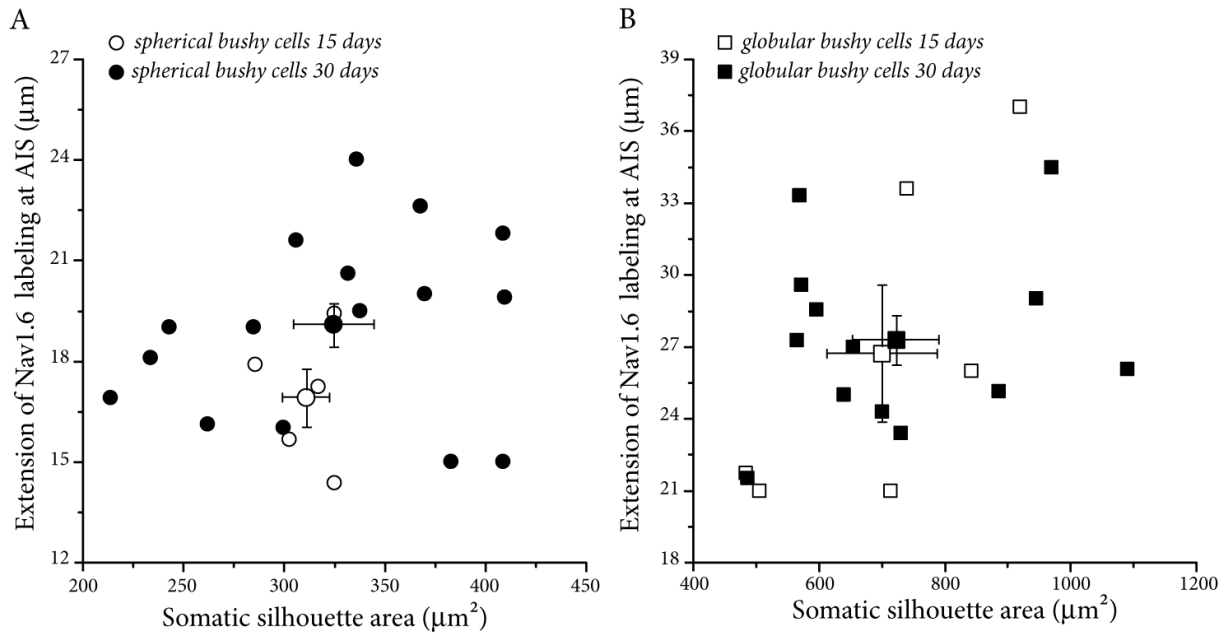 A
spherical bushy cells 15 days
spherical bushy cells 30 days
Extension of Nav1.6 labeling at AIS (μm)
27
24
21
18
15
12
200
250
300
350
400
450
Somatic silhouette area (μm²)
B
globular bushy cells 15 days
globular bushy cells 30 days
Extension of Nav1.6 labeling at AIS (μm)
39
36
33
30
27
24
21
18
400
600
800
1000
1200
Somatic silhouette area (μm²)